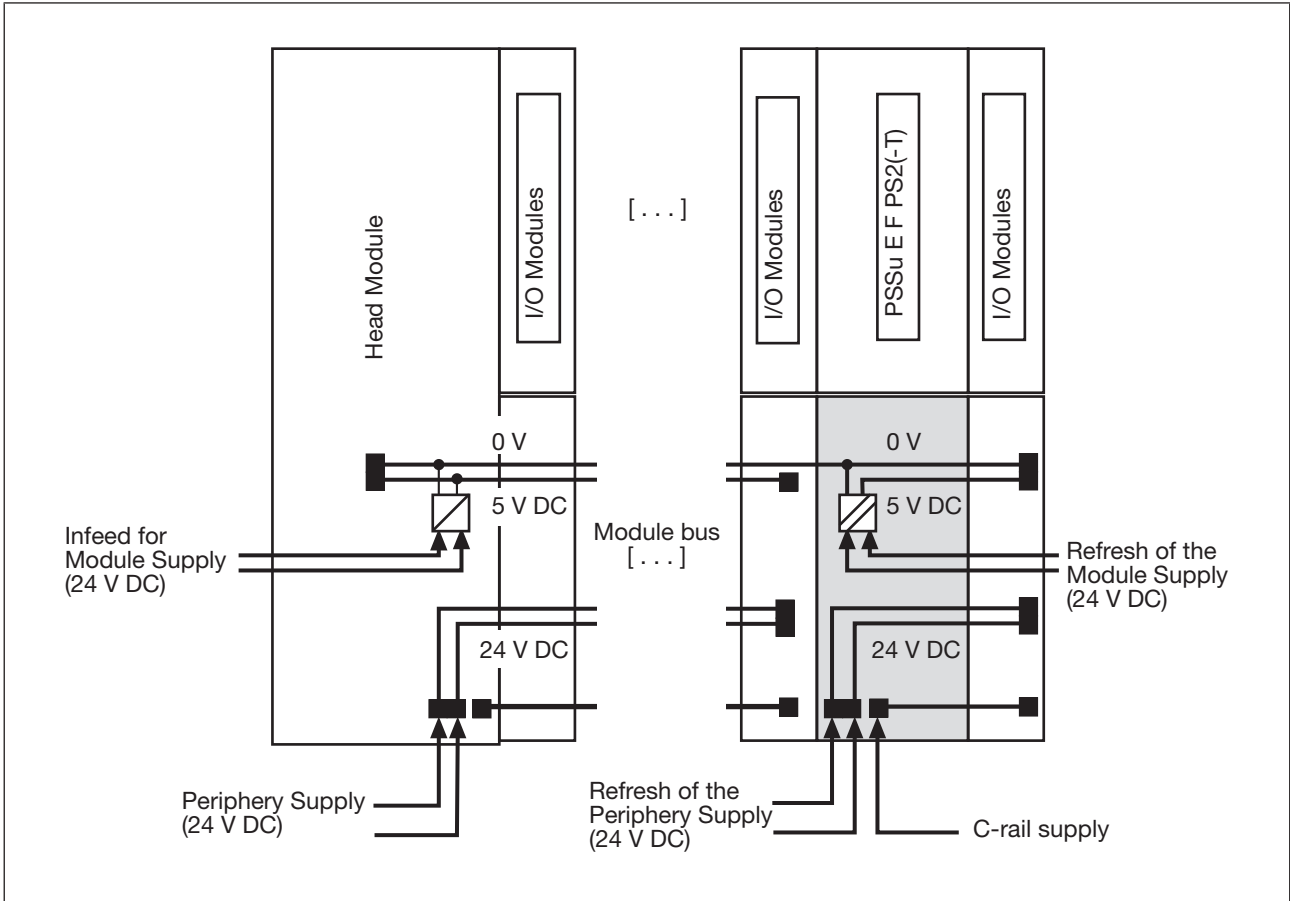 Head Module
I/O Modules
[ . . . ]
I/O Modules
PSSu E F PS2(-T)
I/O Modules
0 V
5 V DC
Infeed for
Module Supply
(24 V DC)
24 V DC
Module bus
[ . . . ]
0 V
5 V DC
Refresh of the
Module Supply
(24 V DC)
24 V DC
Periphery Supply
(24 V DC)
Refresh of the
Periphery Supply
(24 V DC)
C-rail supply